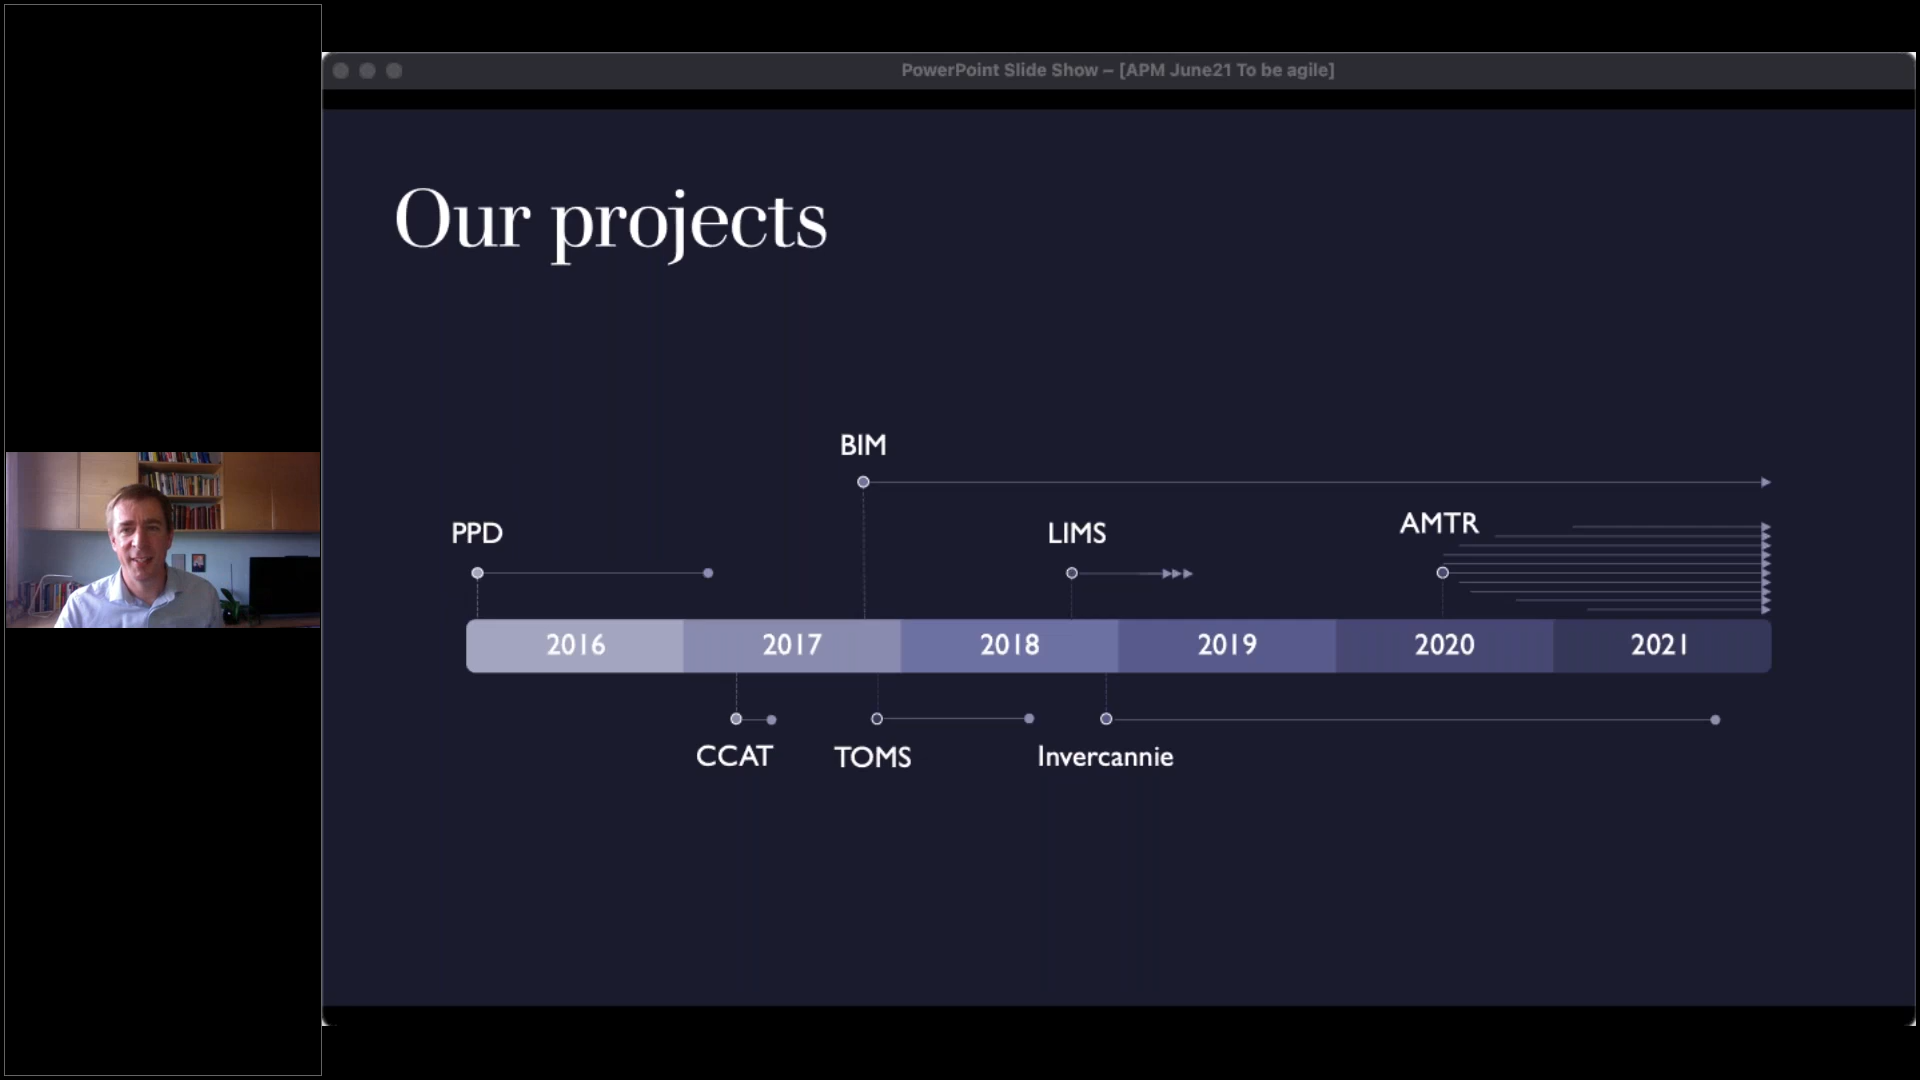 PowerPoint Slide Show – [APM June21 To be agile]
Our projects
BIM
PPD
LIMS
AMTR
2016
2017
2018
2019
2020
2021
CCAT
TOMS
Invercannie